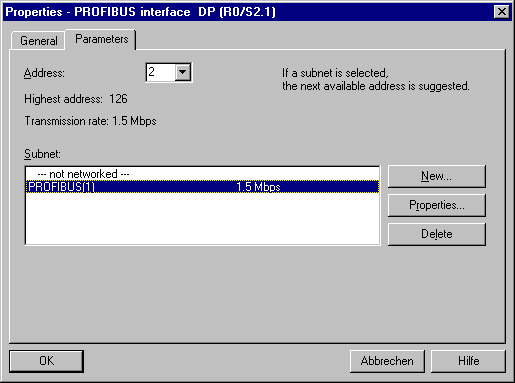 Properties - PROFIBUS interface  DP (R0/S2.1)
General
Parameters
Address:
2
If a subnet is selected,
the next available address is suggested.
Highest address: 126
Transmission rate: 1.5 Mbps
Subnet:
--- not networked ---
PROFIBUS(1) 1.5 Mbps
New...
Properties...
Delete
OK
Abbrechen
Hilfe